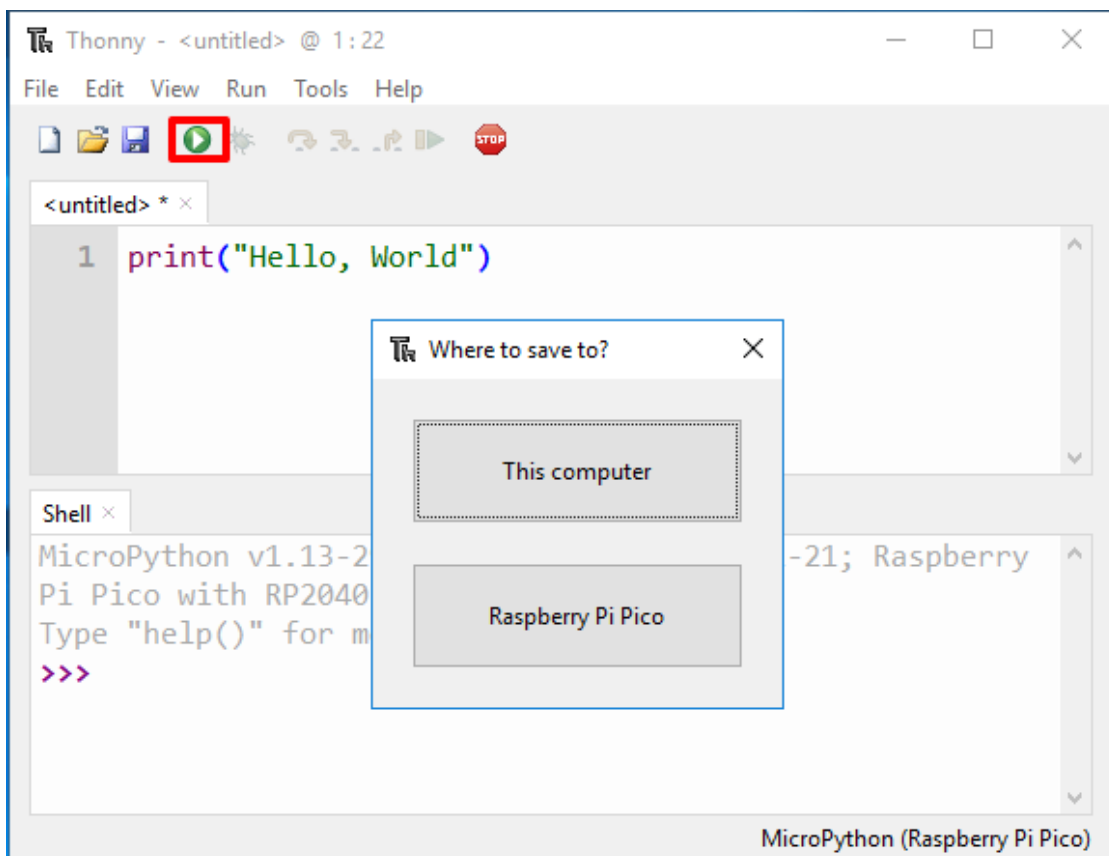 Thonny - <untitled> @ 1:22
File Edit View Run Tools Help
STOP
<untitled> *
1 print("Hello, World")
Where to save to?
This computer
Raspberry Pi Pico
Shell
MicroPython v1.13-2 -21; Raspberry
Pi Pico with RP2040
Type "help()" for m
>>>
MicroPython (Raspberry Pi Pico)